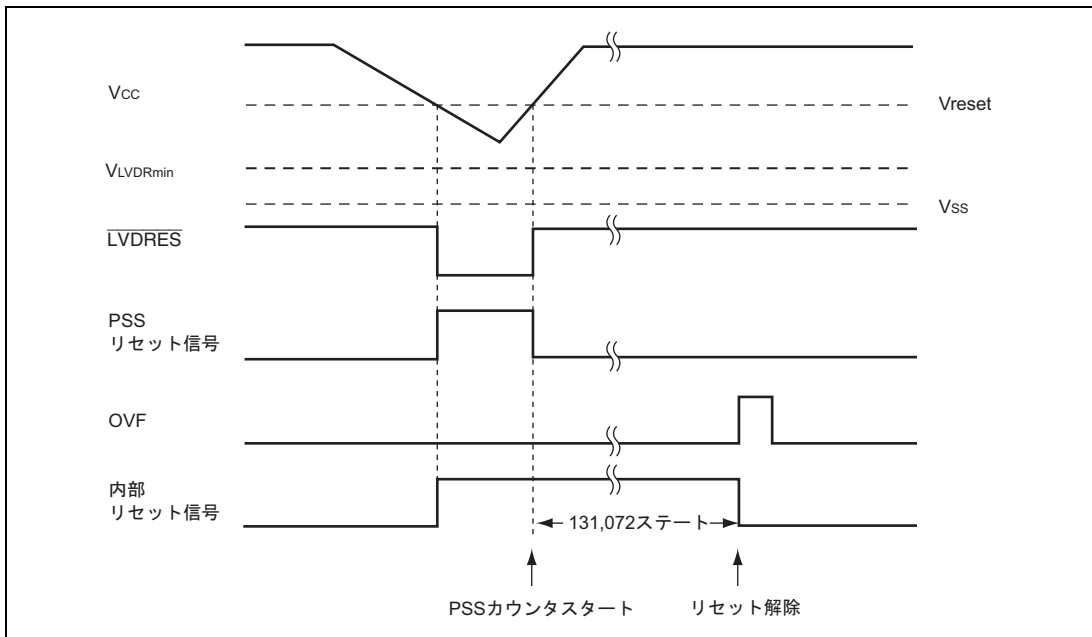 Vcc
Vreset
VLVDRmin
Vss
LVDRES
PSS
リセット信号
OVF
内部
リセット信号
131,072ステート
PSSカウンタスタート
リセット解除